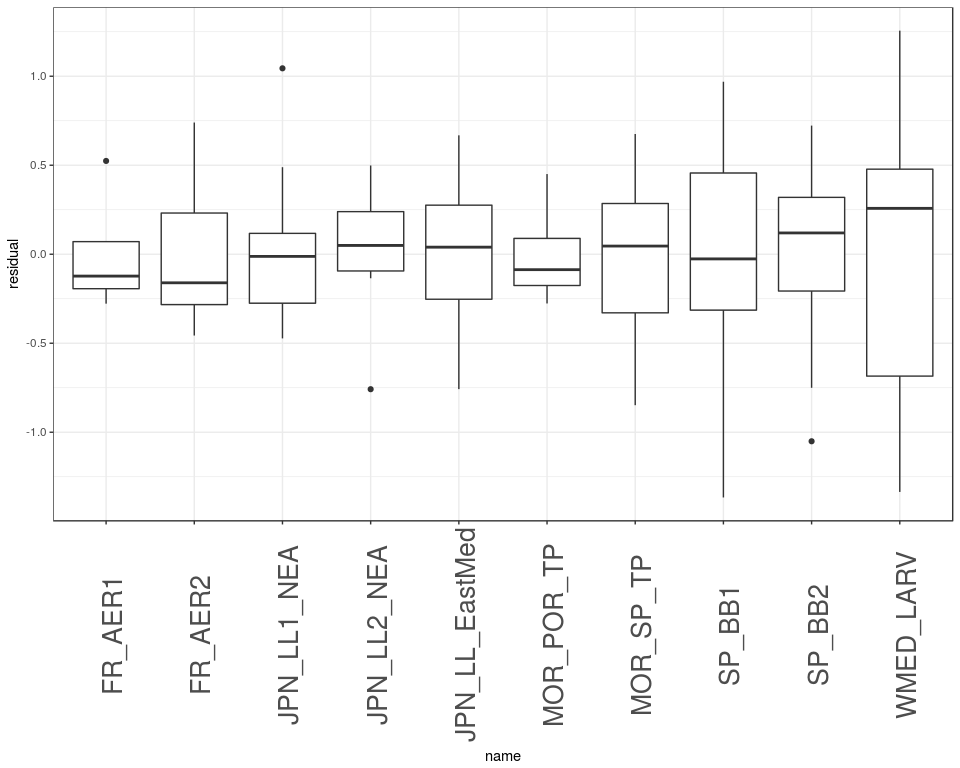 residual
1.0
0.5
0.0
-0.5
-1.0
FR_AER1
FR_AER2
JPN_LL1_NEA
JPN_LL2_NEA
JPN_LL_EastMed
MOR_POR_TP
MOR_SP_TP
SP_BB1
SP_BB2
WMED_LARV
name